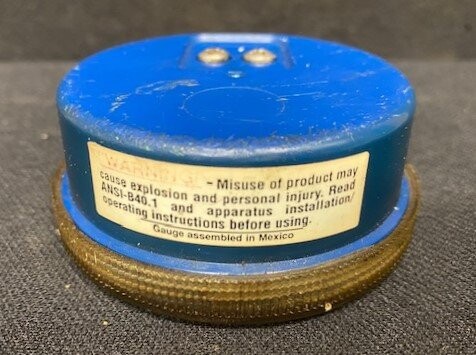 WARNING! - Misuse of product may
cause explosion and personal injury. Read
ANSI-B40.1 and apparatus installation/
operating instructions before using.
Gauge assembled in Mexico